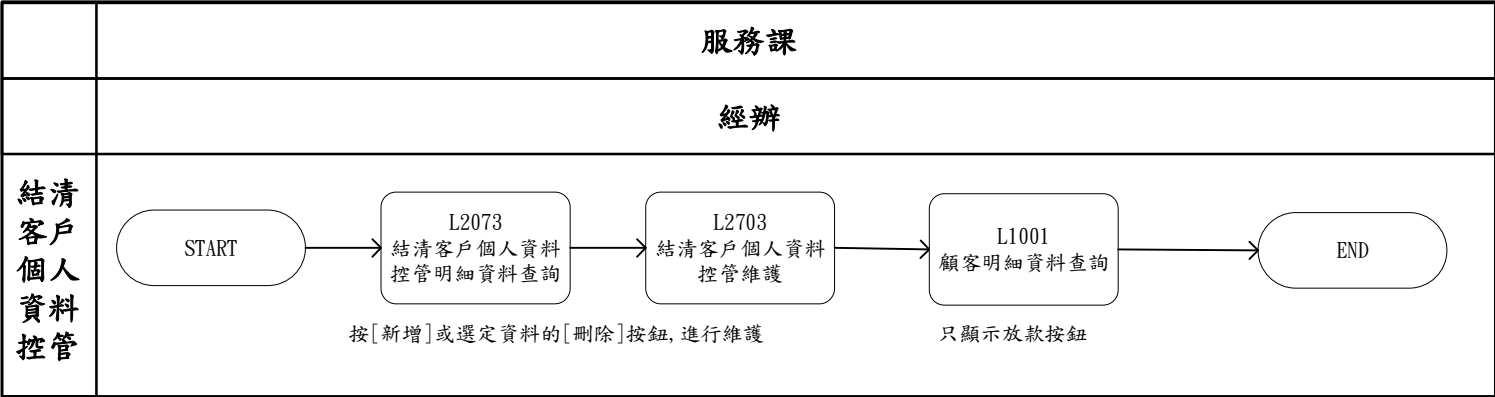 服務課
經辦
結清
客戶
個人
資料
控管
START
L2073
結清客戶個人資料
控管明細資料查詢
L2703
結清客戶個人資料
控管維護
L1001
顧客明細資料查詢
END
按[新增]或選定資料的[刪除]按鈕,進行維護
只顯示放款按鈕